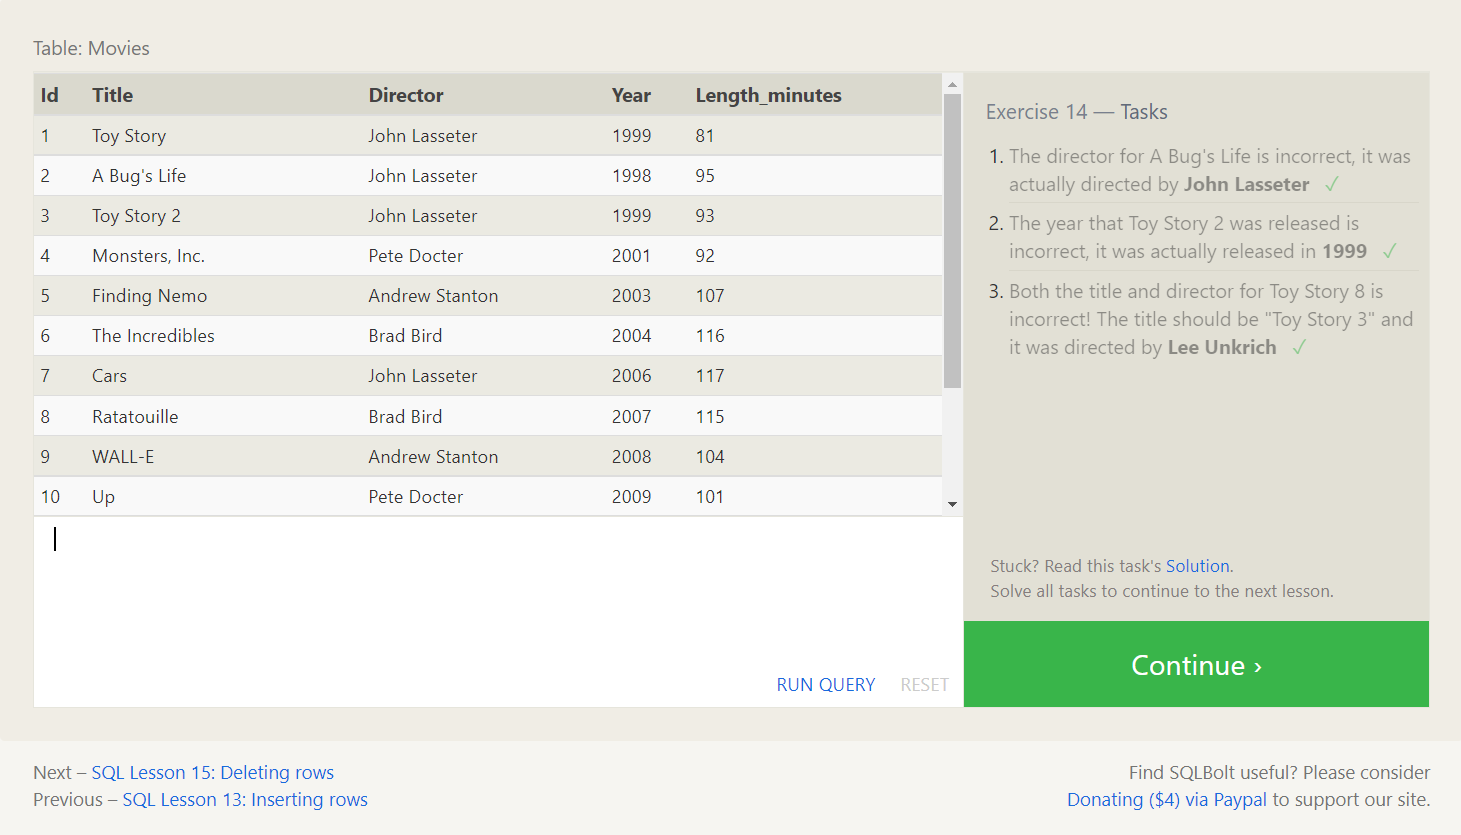 Table: Movies
Id Title Director Year Length_minutes
1 Toy Story John Lasseter 1999 81
2 A Bug's Life John Lasseter 1998 95
3 Toy Story 2 John Lasseter 1999 93
4 Monsters, Inc. Pete Docter 2001 92
5 Finding Nemo Andrew Stanton 2003 107
6 The Incredibles Brad Bird 2004 116
7 Cars John Lasseter 2006 117
8 Ratatouille Brad Bird 2007 115
9 WALL-E Andrew Stanton 2008 104
10 Up Pete Docter 2009 101
RUN QUERY RESET
Exercise 14 — Tasks
1. The director for A Bug's Life is incorrect, it was
actually directed by John Lasseter ✓
2. The year that Toy Story 2 was released is
incorrect, it was actually released in 1999 ✓
3. Both the title and director for Toy Story 8 is
incorrect! The title should be "Toy Story 3" and
it was directed by Lee Unkrich ✓
Stuck? Read this task's Solution.
Solve all tasks to continue to the next lesson.
Continue ›
Next – SQL Lesson 15: Deleting rows
Previous – SQL Lesson 13: Inserting rows
Find SQLBolt useful? Please consider
Donating ($4) via Paypal to support our site.